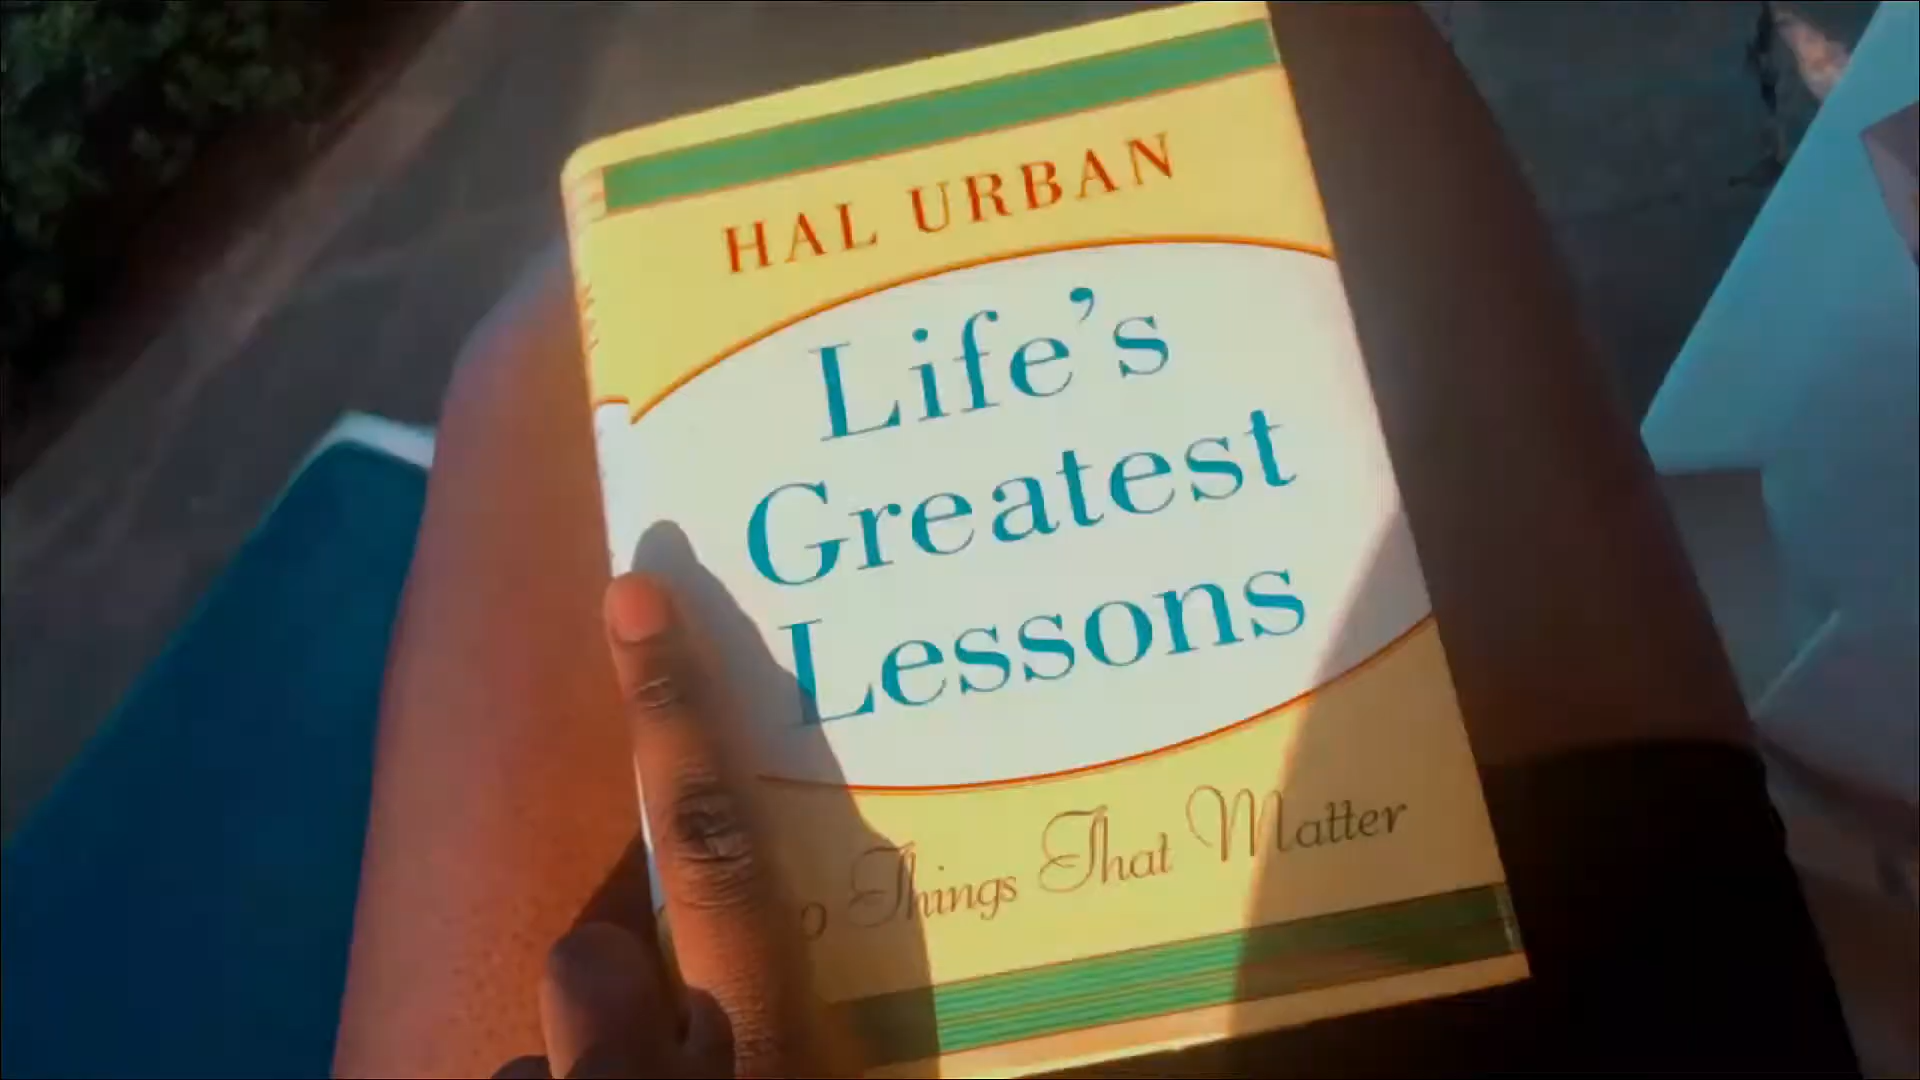 HAL URBAN
Life's
Greatest
Lessons
Things That Matter